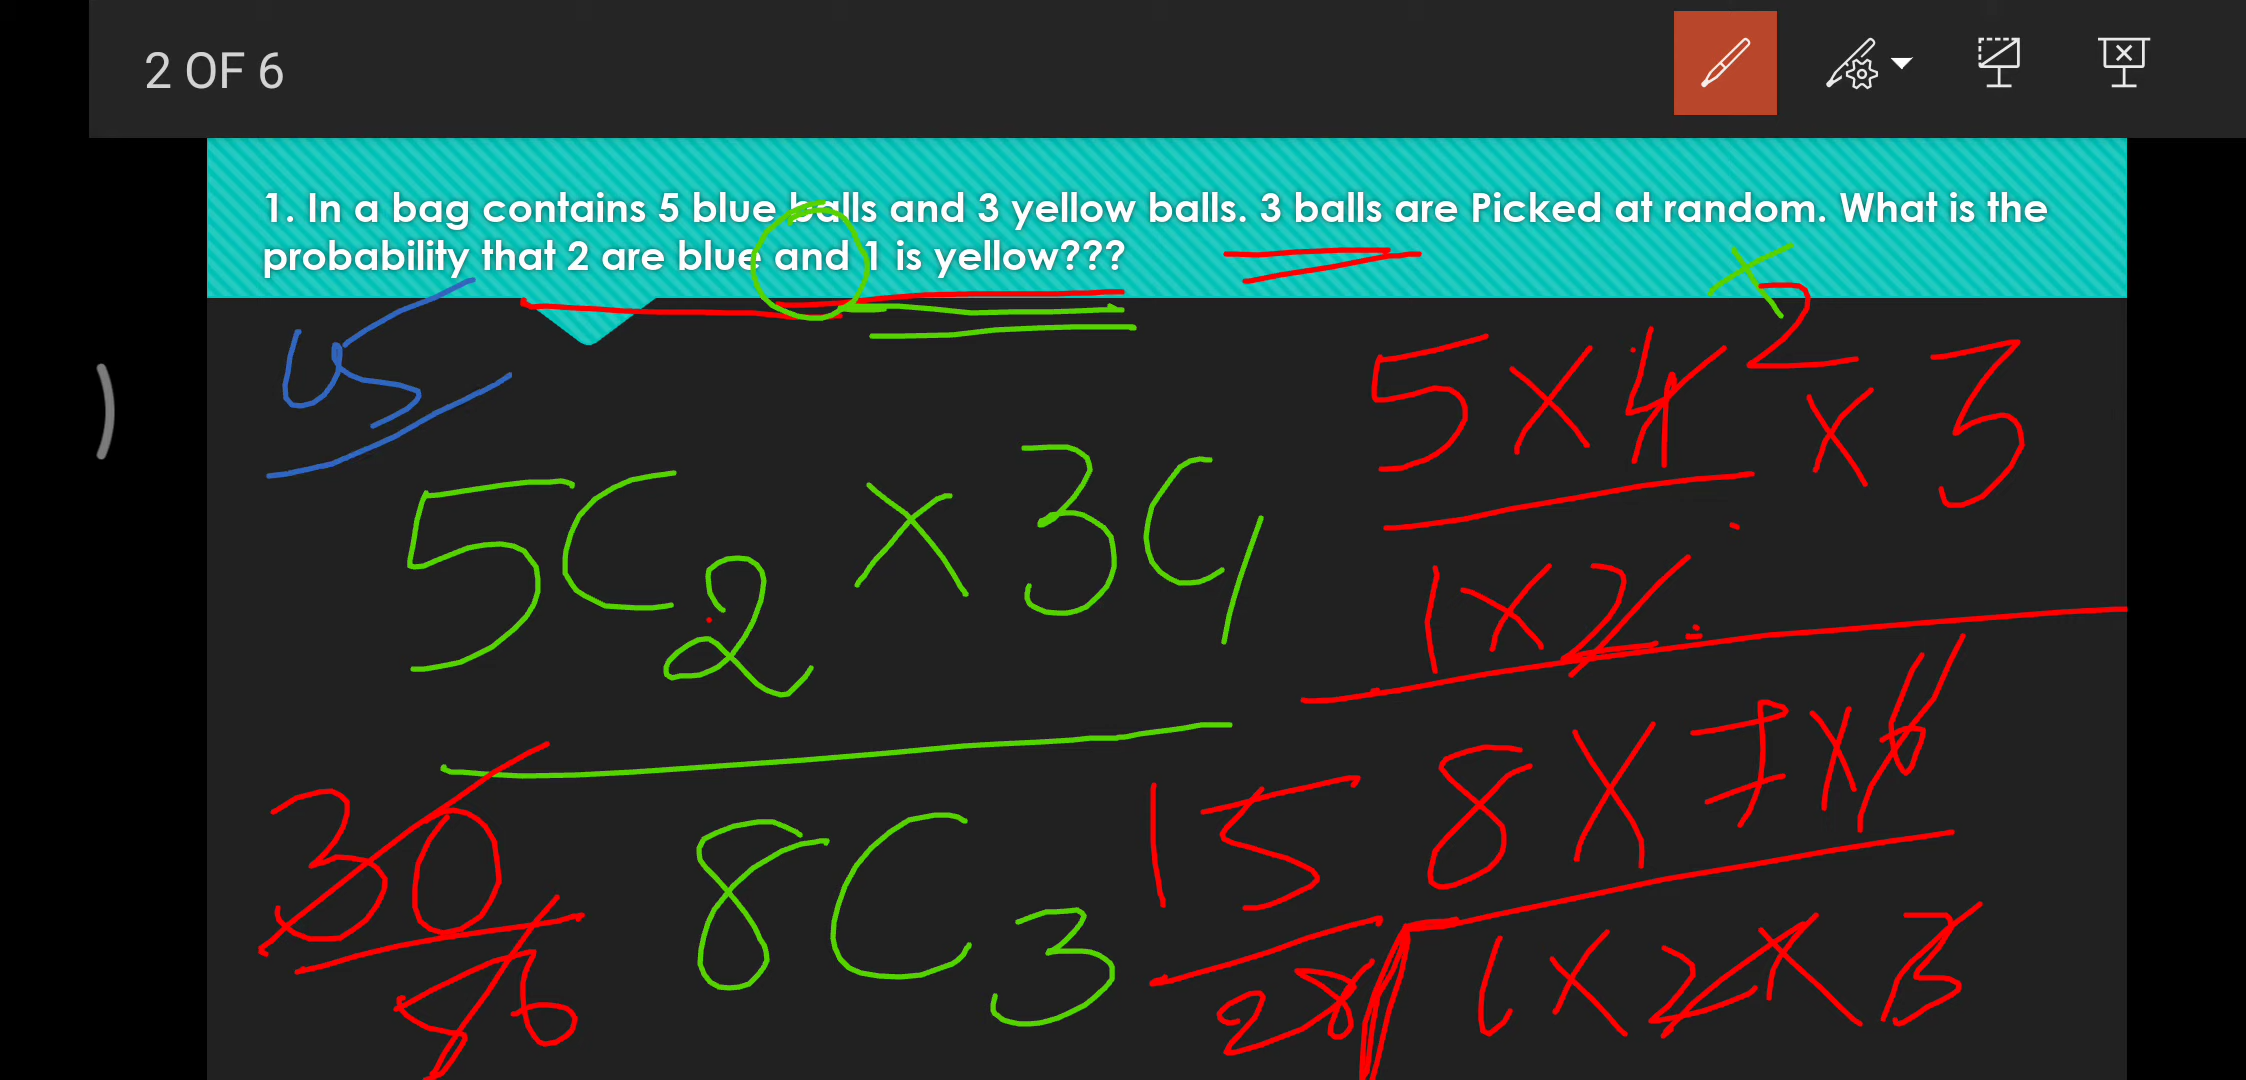 2 OF 6
1. In a bag contains 5 blue balls and 3 yellow balls. 3 balls are Picked at random. What is the
probability that 2 are blue and 1 is yellow???
5C2 × 3C1
8C3
5 × 4 2 × 3
1 × 2
8 × 7 × 6
1 × 2 × 3
30
56
15
28